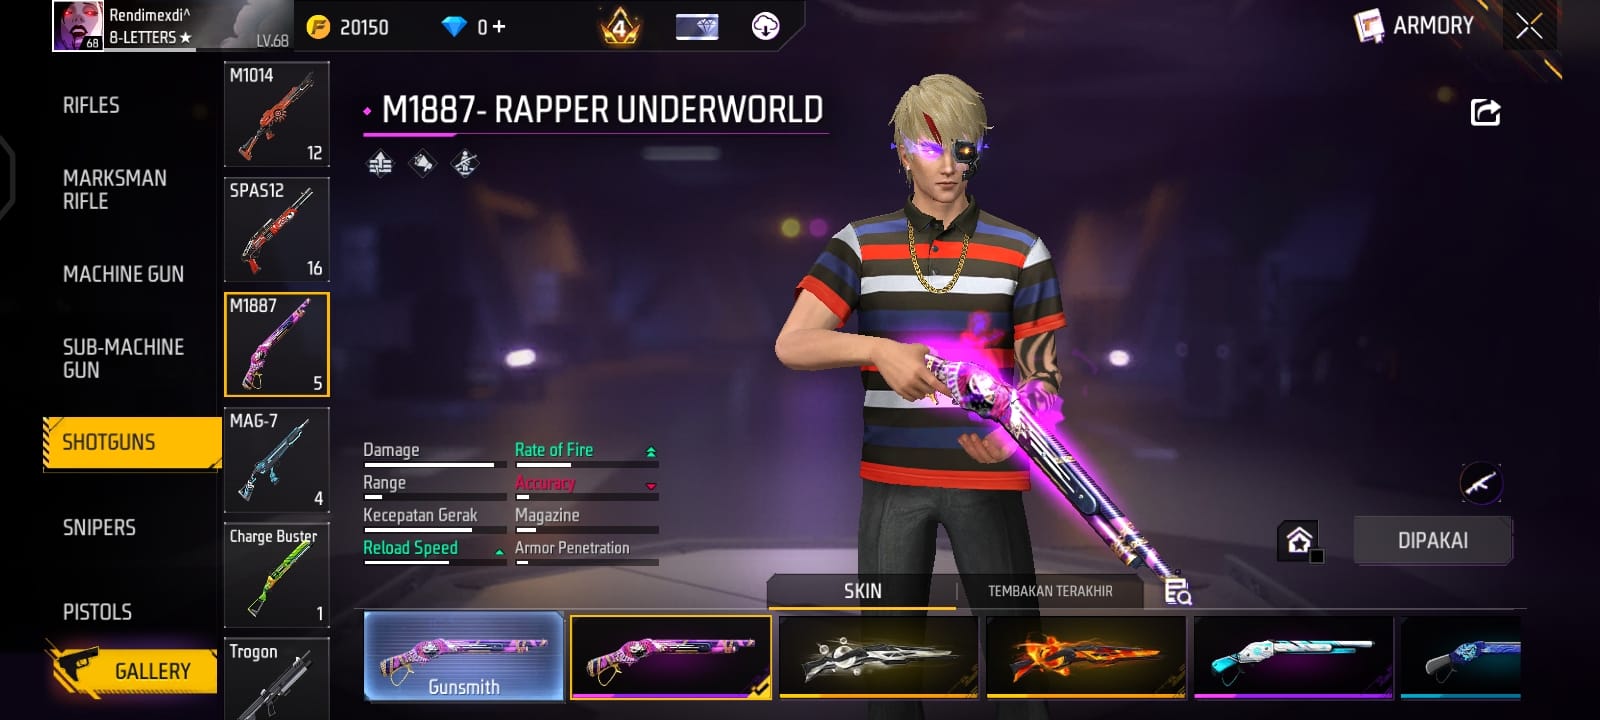 Rendimexdi^
8-LETTERS ★
68
LV.68
20150
0 +
4
ARMORY
RIFLES
MARKSMAN
RIFLE
MACHINE GUN
SUB-MACHINE
GUN
SHOTGUNS
SNIPERS
PISTOLS
GALLERY
M1014
12
SPAS12
16
M1887
5
MAG-7
4
Charge Buster
1
Trogon
M1887- RAPPER UNDERWORLD
Damage
Rate of Fire
Range
Accuracy
Kecepatan Gerak
Magazine
Reload Speed
Armor Penetration
DIPAKAI
SKIN
TEMBAKAN TERAKHIR
Gunsmith